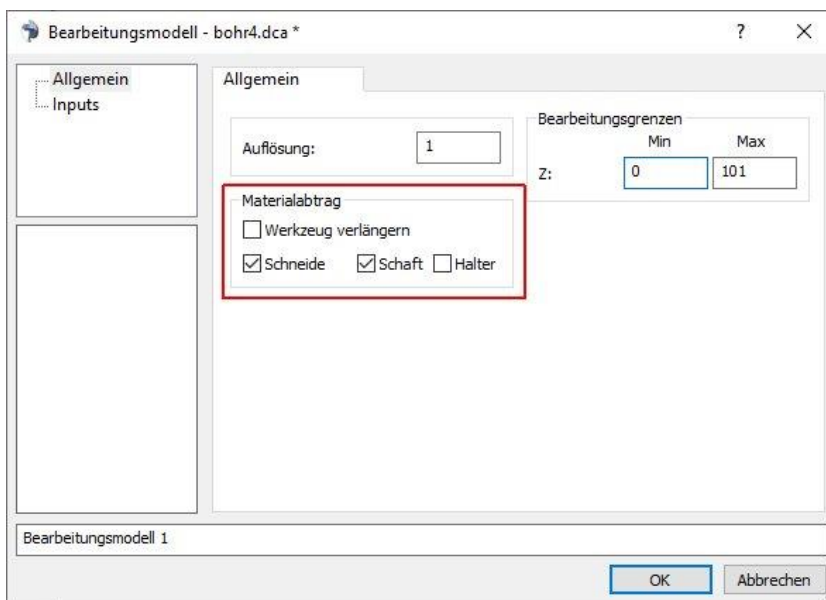 Bearbeitungsmodell - bohr4.dca *
?
Allgemein
Inputs
Allgemein
Auflösung: 1
Bearbeitungsgrenzen
Min Max
Z: 0 101
Materialabtrag
Werkzeug verlängern
Schneide Schaft Halter
Bearbeitungsmodell 1
OK Abbrechen